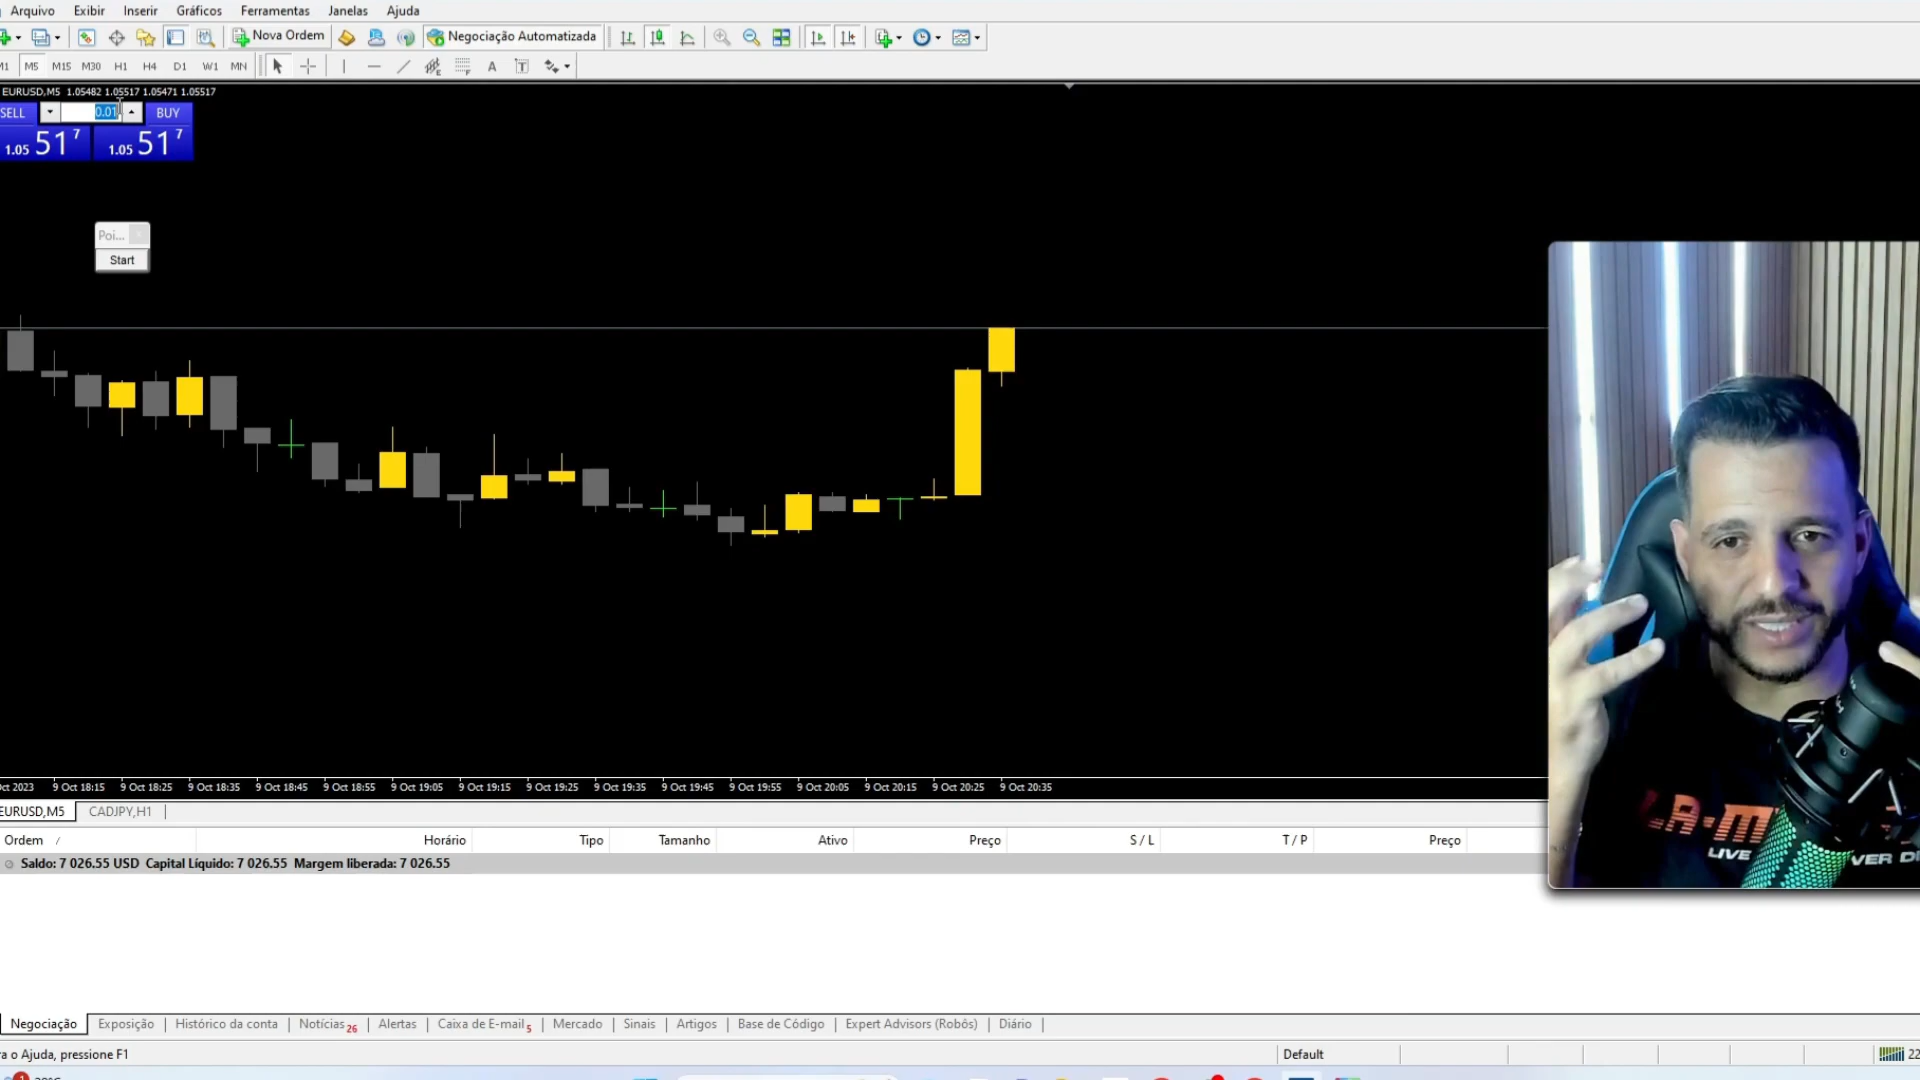 Arquivo Exibir Inserir Gráficos Ferramentas Janelas Ajuda
Nova Ordem Negociação Automatizada
M1 M5 M15 M30 H1 H4 D1 W1 MN A T
EURUSD,M5 1.05482 1.05517 1.05471 1.05517
SELL 0.01 BUY
1.05 51 7 1.05 51 7
Poi...
Start
Oct 2023 9 Oct 18:15 9 Oct 18:25 9 Oct 18:35 9 Oct 18:45 9 Oct 18:55 9 Oct 19:05 9 Oct 19:15 9 Oct 19:25 9 Oct 19:35 9 Oct 19:45 9 Oct 19:55 9 Oct 20:05 9 Oct 20:15 9 Oct 20:25 9 Oct 20:35
EURUSD,M5 CADJPY,H1
Ordem / Horário Tipo Tamanho Ativo Preço S / L T / P Preço
Saldo: 7 026.55 USD Capital Líquido: 7 026.55 Margem liberada: 7 026.55
LIVE VER
Negociação Exposição Histórico da conta Notícias 26 Alertas Caixa de E-mail 5 Mercado Sinais Artigos Base de Código Expert Advisors (Robôs) Diário
ra o Ajuda, pressione F1 Default 22